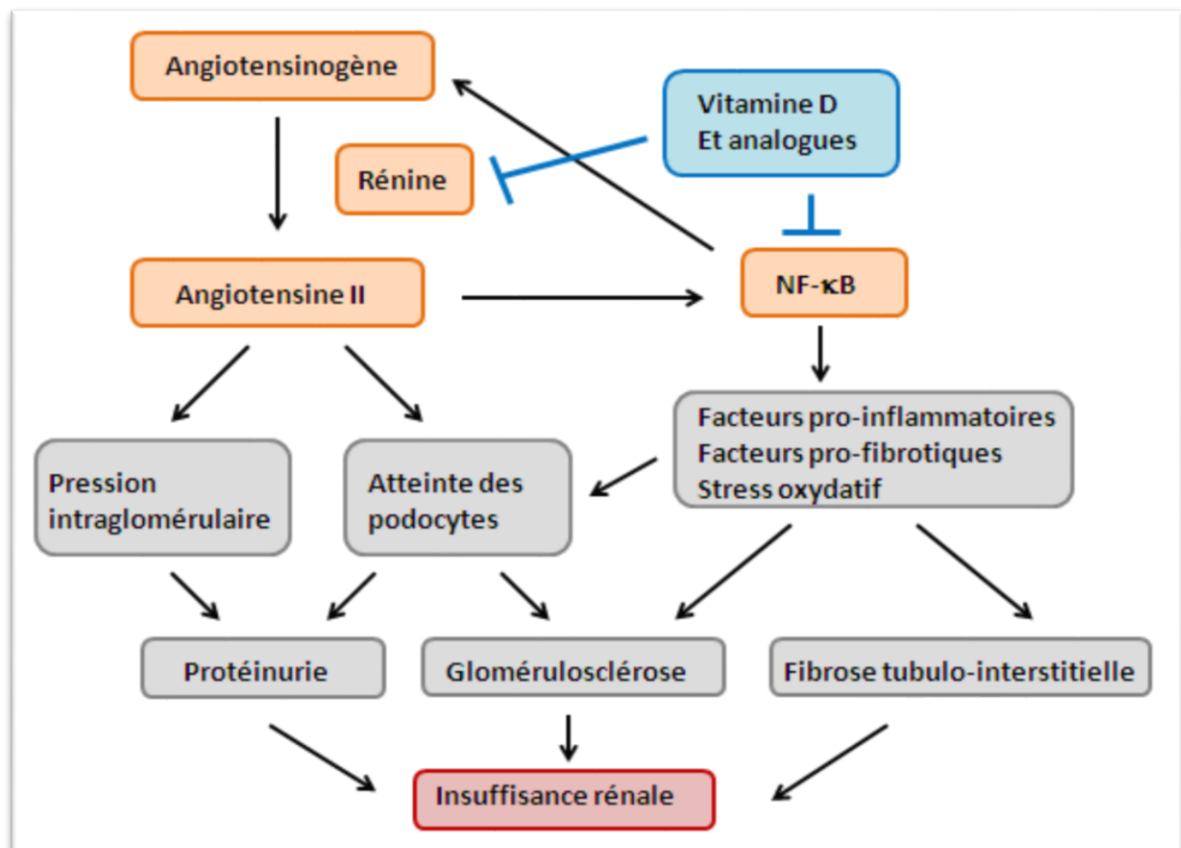 Angiotensinogène
Vitamine D
Et analogues
Rénine
Angiotensine II
NF-κB
Facteurs pro-inflammatoires
Facteurs pro-fibrotiques
Stress oxydatif
Pression
intraglomérulaire
Atteinte des
podocytes
Protéinurie
Glomérulosclérose
Fibrose tubulo-interstitielle
Insuffisance rénale